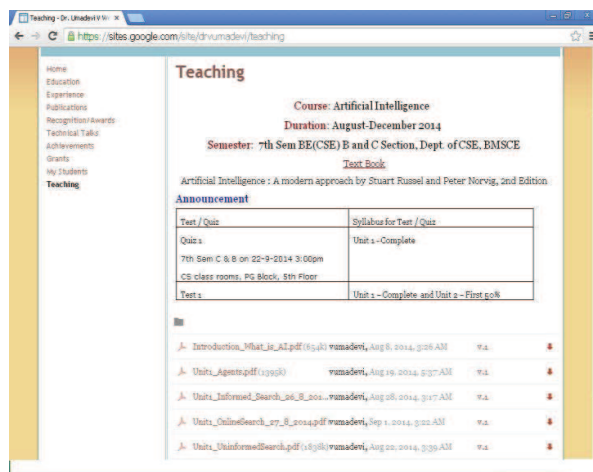 Teaching - Dr. Umadevi V
https://sites.google.com/site/drvumadevi/teaching
Home
Education
Experience
Publications
Recognition/Awards
Technical Talks
Achievements
Grants
My Students
Teaching
Teaching
Course: Artificial Intelligence
Duration: August-December 2014
Semester: 7th Sem BE(CSE) B and C Section, Dept. of CSE, BMSCE
Text Book
Artificial Intelligence : A modern approach by Stuart Russel and Peter Norvig, 2nd Edition
Announcement
Test / Quiz Syllabus for Test / Quiz
Quiz 1 Unit 1 -Complete
7th Sem C & B on 22-9-2014 3:00pm
CS class rooms, PG Block, 5th Floor
Test 1 Unit 1 - Complete and Unit 2 - First 50%
Introduction_What_is_AI.pdf (654k) vumadevi, Aug 8, 2014, 3:26 AM v.1
Unit1_Agents.pdf (1395k) vumadevi, Aug 19, 2014, 5:37 AM v.1
Unit1_Informed_Search_26_8_201... vumadevi, Aug 28, 2014, 3:17 AM v.1
Unit1_OnlineSearch_27_8_2014.pdf vumadevi, Sep 1, 2014, 3:22 AM v.1
Unit1_UninformedSearch.pdf vumadevi, Aug 20, 2014, 3:39 AM v.1